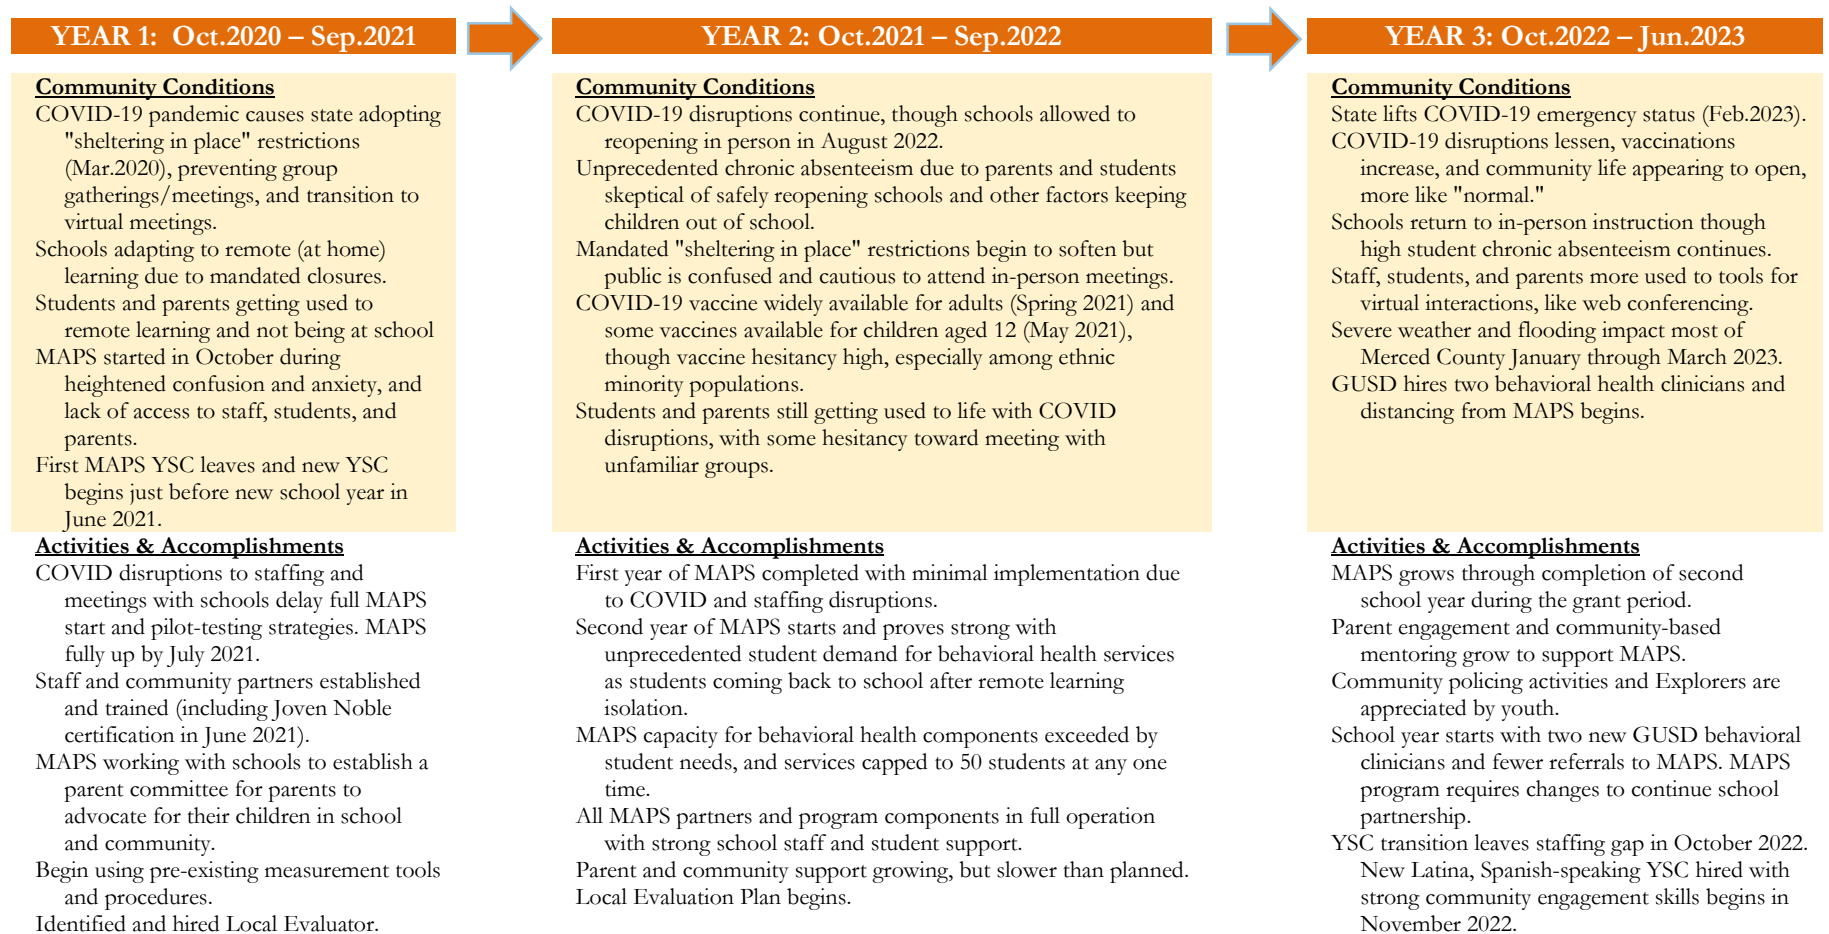 YEAR 1:  Oct.2020 – Sep.2021
Community Conditions
COVID-19 pandemic causes state adopting
"sheltering in place" restrictions
(Mar.2020), preventing group
gatherings/meetings, and transition to
virtual meetings.
Schools adapting to remote (at home)
learning due to mandated closures.
Students and parents getting used to
remote learning and not being at school
MAPS started in October during
heightened confusion and anxiety, and
lack of access to staff, students, and
parents.
First MAPS YSC leaves and new YSC
begins just before new school year in
June 2021.
Activities & Accomplishments
COVID disruptions to staffing and
meetings with schools delay full MAPS
start and pilot-testing strategies. MAPS
fully up by July 2021.
Staff and community partners established
and trained (including Joven Noble
certification in June 2021).
MAPS working with schools to establish a
parent committee for parents to
advocate for their children in school
and community.
Begin using pre-existing measurement tools
and procedures.
Identified and hired Local Evaluator.
YEAR 2: Oct.2021 – Sep.2022
Community Conditions
COVID-19 disruptions continue, though schools allowed to
reopening in person in August 2022.
Unprecedented chronic absenteeism due to parents and students
skeptical of safely reopening schools and other factors keeping
children out of school.
Mandated "sheltering in place" restrictions begin to soften but
public is confused and cautious to attend in-person meetings.
COVID-19 vaccine widely available for adults (Spring 2021) and
some vaccines available for children aged 12 (May 2021),
though vaccine hesitancy high, especially among ethnic
minority populations.
Students and parents still getting used to life with COVID
disruptions, with some hesitancy toward meeting with
unfamiliar groups.
Activities & Accomplishments
First year of MAPS completed with minimal implementation due
to COVID and staffing disruptions.
Second year of MAPS starts and proves strong with
unprecedented student demand for behavioral health services
as students coming back to school after remote learning
isolation.
MAPS capacity for behavioral health components exceeded by
student needs, and services capped to 50 students at any one
time.
All MAPS partners and program components in full operation
with strong school staff and student support.
Parent and community support growing, but slower than planned.
Local Evaluation Plan begins.
YEAR 3: Oct.2022 – Jun.2023
Community Conditions
State lifts COVID-19 emergency status (Feb.2023).
COVID-19 disruptions lessen, vaccinations
increase, and community life appearing to open,
more like "normal."
Schools return to in-person instruction though
high student chronic absenteeism continues.
Staff, students, and parents more used to tools for
virtual interactions, like web conferencing.
Severe weather and flooding impact most of
Merced County January through March 2023.
GUSD hires two behavioral health clinicians and
distancing from MAPS begins.
Activities & Accomplishments
MAPS grows through completion of second
school year during the grant period.
Parent engagement and community-based
mentoring grow to support MAPS.
Community policing activities and Explorers are
appreciated by youth.
School year starts with two new GUSD behavioral
clinicians and fewer referrals to MAPS. MAPS
program requires changes to continue school
partnership.
YSC transition leaves staffing gap in October 2022.
New Latina, Spanish-speaking YSC hired with
strong community engagement skills begins in
November 2022.